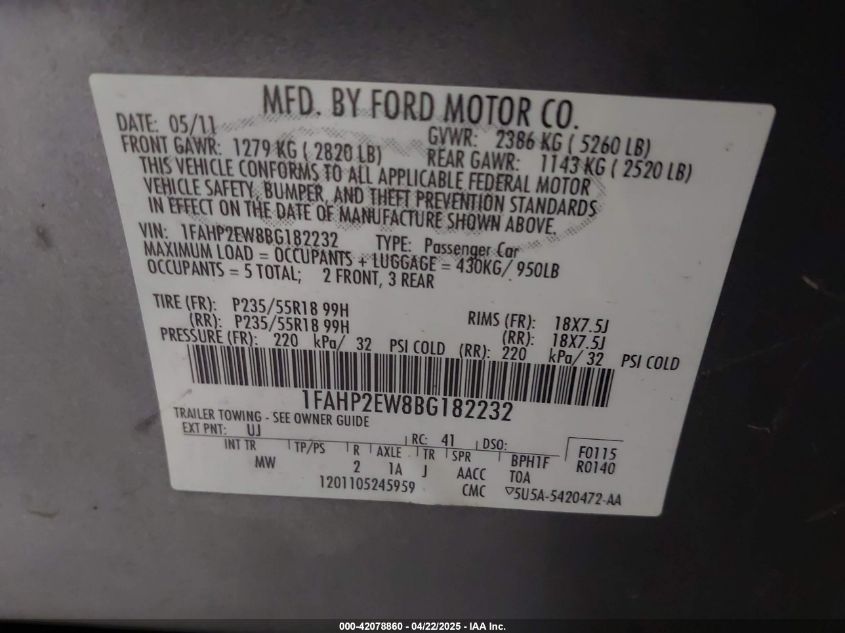 MFD. BY FORD MOTOR CO.
DATE: 05/11 GVWR: 2386 KG ( 5260 LB)
FRONT GAWR: 1279 KG ( 2820 LB) REAR GAWR: 1143 KG ( 2520 LB)
THIS VEHICLE CONFORMS TO ALL APPLICABLE FEDERAL MOTOR
VEHICLE SAFETY, BUMPER, AND THEFT PREVENTION STANDARDS
IN EFFECT ON THE DATE OF MANUFACTURE SHOWN ABOVE.
VIN: 1FAHP2EW8BG182232 TYPE: Passenger Car
MAXIMUM LOAD = OCCUPANTS + LUGGAGE = 430KG/ 950LB
OCCUPANTS = 5 TOTAL; 2 FRONT, 3 REAR
TIRE (FR): P235/55R18 99H RIMS (FR): 18X7.5J
(RR): P235/55R18 99H (RR): 18X7.5J
PRESSURE (FR): 220 kPa/ 32 PSI COLD (RR): 220 kPa/ 32 PSI COLD
1FAHP2EW8BG182232
TRAILER TOWING - SEE OWNER GUIDE
EXT PNT: UJ RC: 41 DSO: F0115
INT TR TP/PS R AXLE TR SPR BPH1F R0140
MW 2 1A J AACC TOA
1201105245959 CMC ▽5U5A-5420472-AA
000-42078860 - 04/22/2025 - IAA Inc.